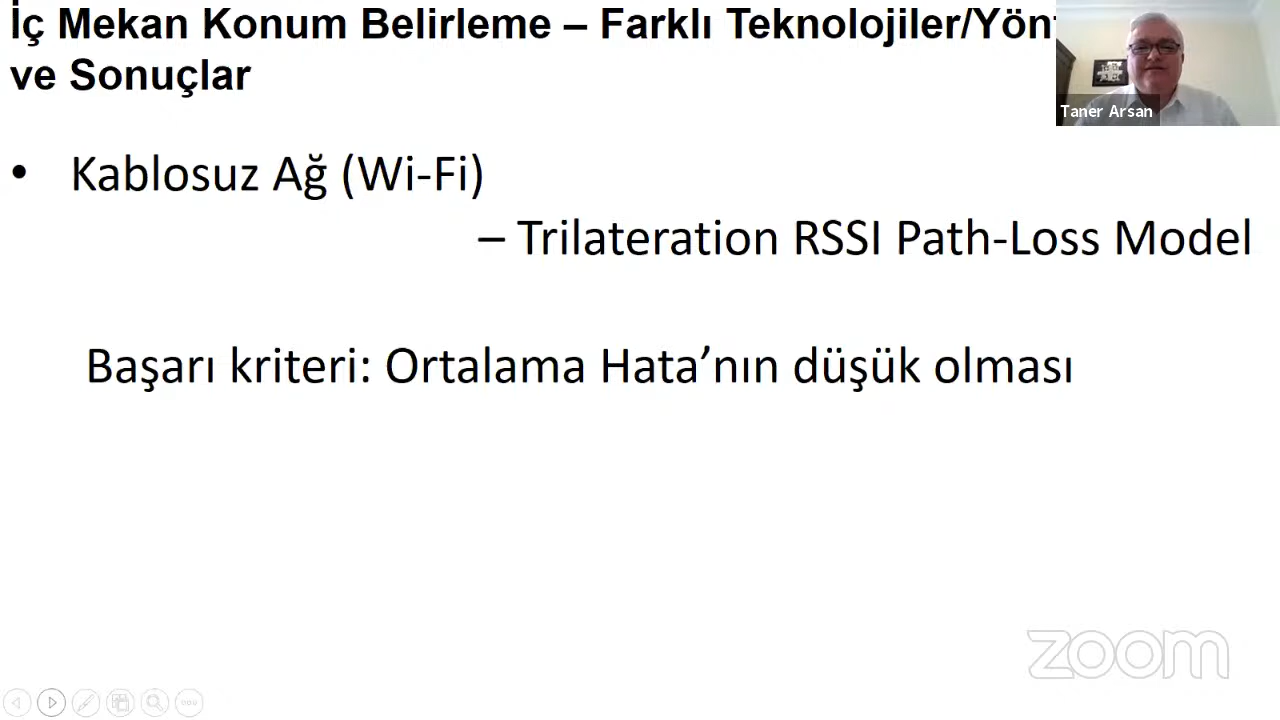 İç Mekan Konum Belirleme – Farklı Teknolojiler/Yönt
ve Sonuçlar
Taner Arsan
• Kablosuz Ağ (Wi-Fi)
– Trilateration RSSI Path-Loss Model
Başarı kriteri: Ortalama Hata’nın düşük olması
zoom